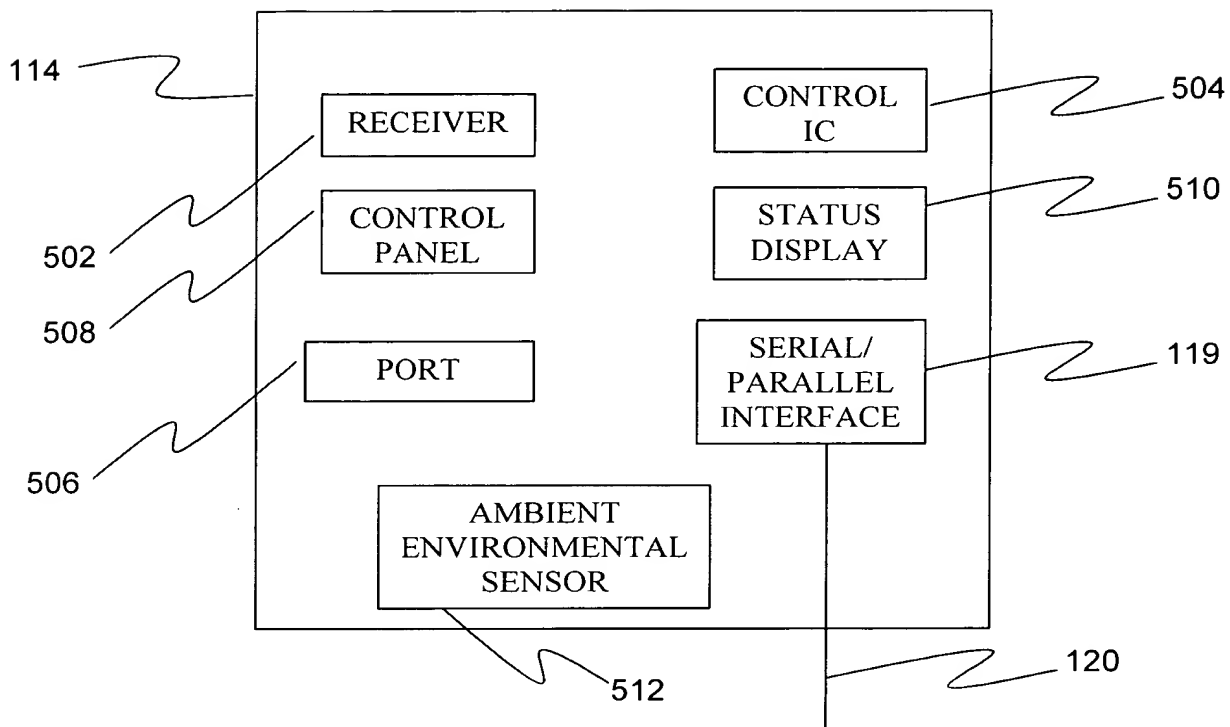 114
RECEIVER
CONTROL
IC
504
502
CONTROL
PANEL
STATUS
DISPLAY
510
508
PORT
SERIAL/
PARALLEL
INTERFACE
119
506
AMBIENT
ENVIRONMENTAL
SENSOR
512
120